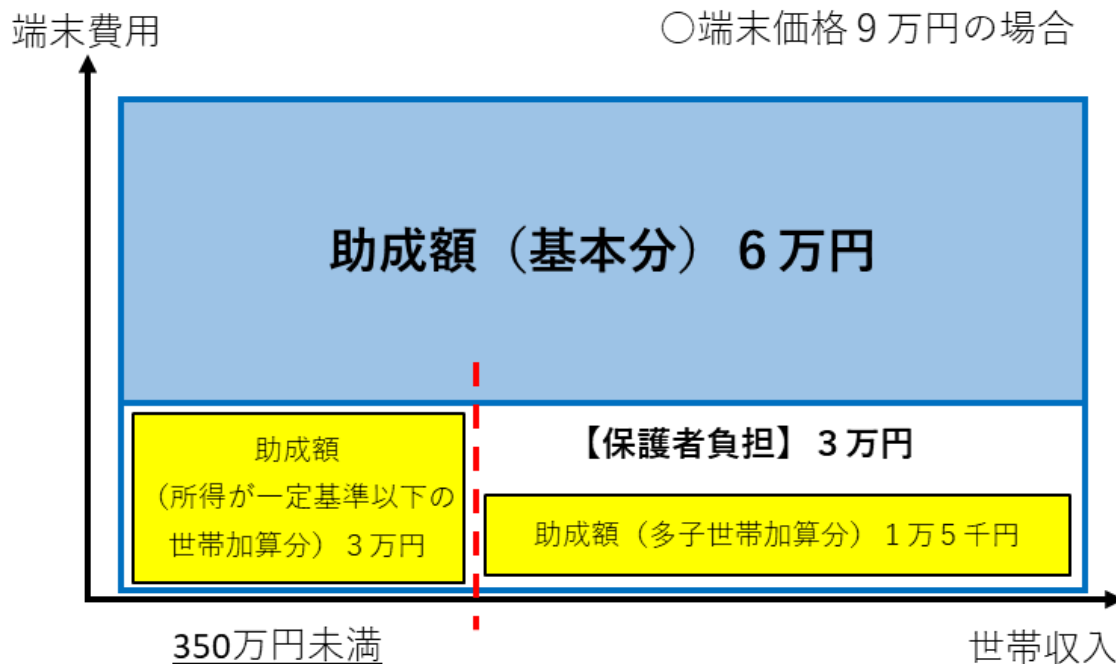 端末費用
○端末価格９万円の場合
助成額（基本分）６万円
助成額
（所得が一定基準以下の
世帯加算分）３万円
【保護者負担】３万円
助成額（多子世帯加算分）１万５千円
350万円未満
世帯収入